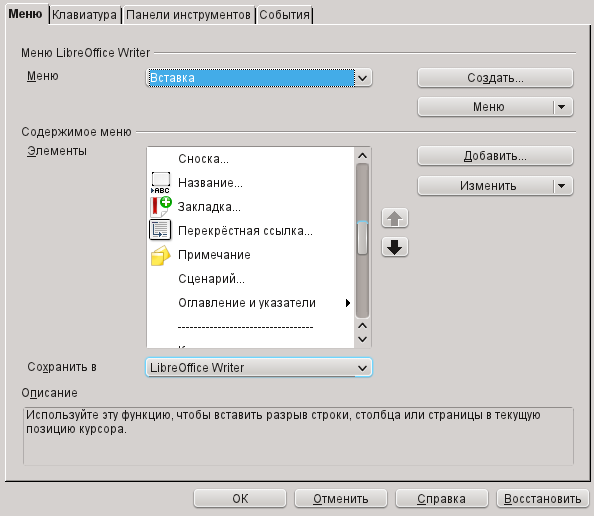 Меню Клавиатура Панели инструментов События
Меню LibreOffice Writer
Меню Вставка Создать...
Меню
Содержимое меню
Элементы Добавить...
Изменить
Сноска...
ABC
Название...
Закладка...
Перекрёстная ссылка...
Примечание
Сценарий...
Оглавление и указатели
----------------------------------
Сохранить в LibreOffice Writer
Описание
Используйте эту функцию, чтобы вставить разрыв строки, столбца или страницы в текущую
позицию курсора.
OK Отменить Справка Восстановить